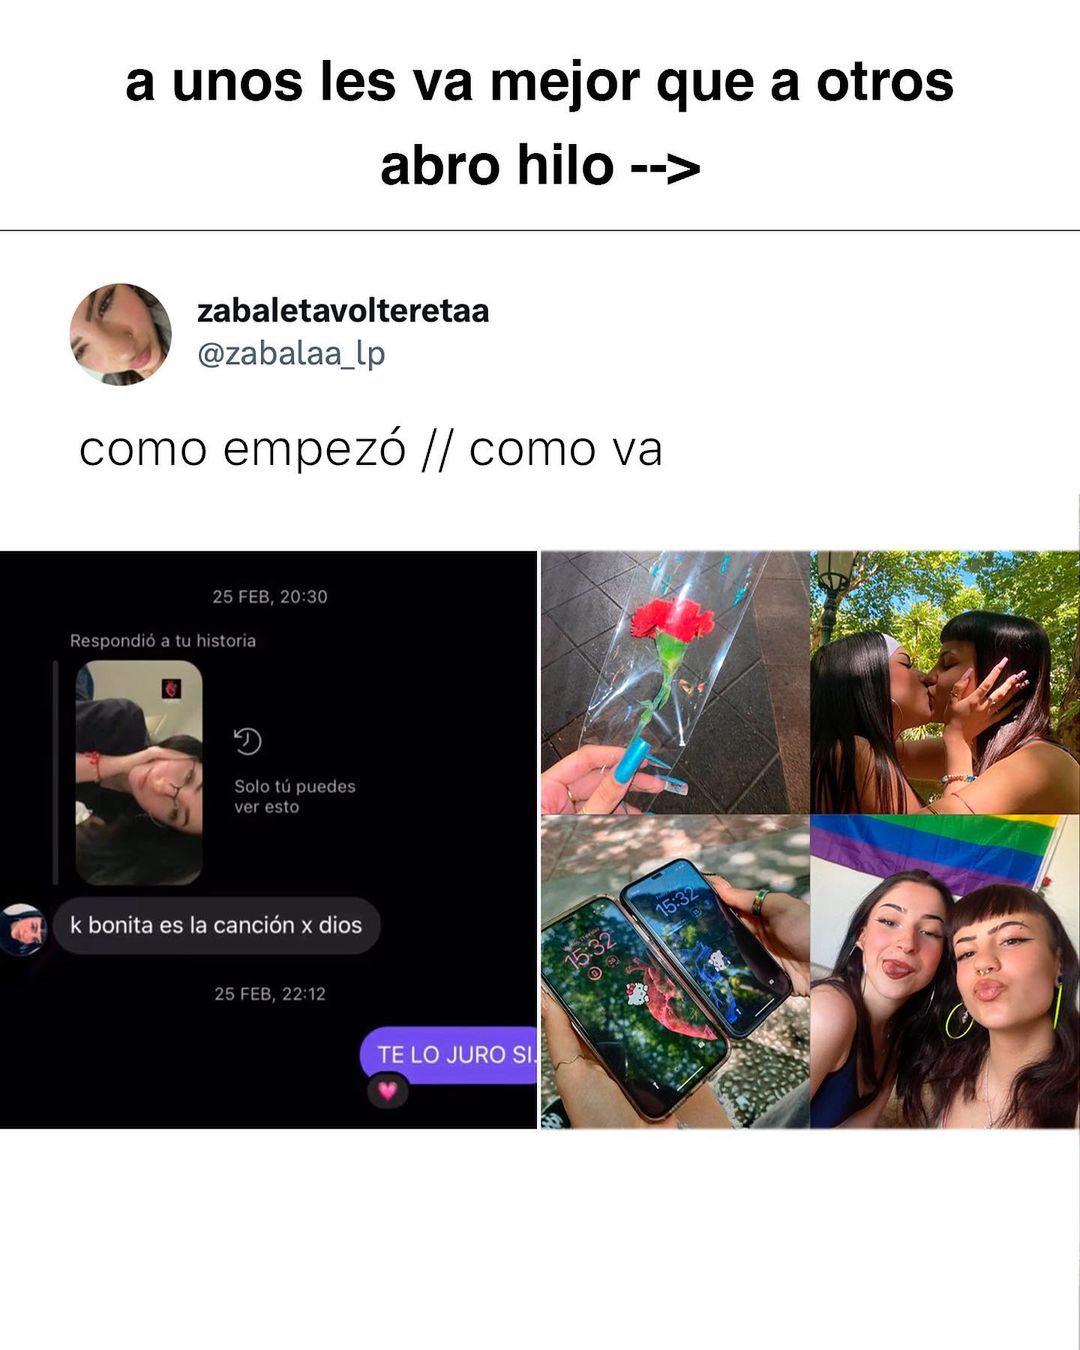 a unos les va mejor que a otros
abro hilo -->
zabaletavolteretaa
@zabalaa_lp
como empezó // como va
25 FEB, 20:30
Respondió a tu historia
Solo tú puedes
ver esto
k bonita es la canción x dios
25 FEB, 22:12
TE LO JURO SI.
15:32
15:32